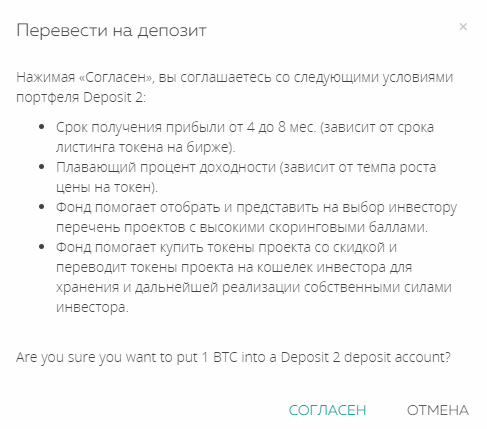 Перевести на депозит
×
Нажимая «Согласен», вы соглашаетесь со следующими условиями
портфеля Deposit 2:
• Срок получения прибыли от 4 до 8 мес. (зависит от срока
листинга токена на бирже).
• Плавающий процент доходности (зависит от темпа роста
цены на токен).
• Фонд помогает отобрать и представить на выбор инвестору
перечень проектов с высокими скоринговыми баллами.
• Фонд помогает купить токены проекта со скидкой и
переводит токены проекта на кошелек инвестора для
хранения и дальнейшей реализации собственными силами
инвестора.
Are you sure you want to put 1 BTC into a Deposit 2 deposit account?
СОГЛАСЕН ОТМЕНА